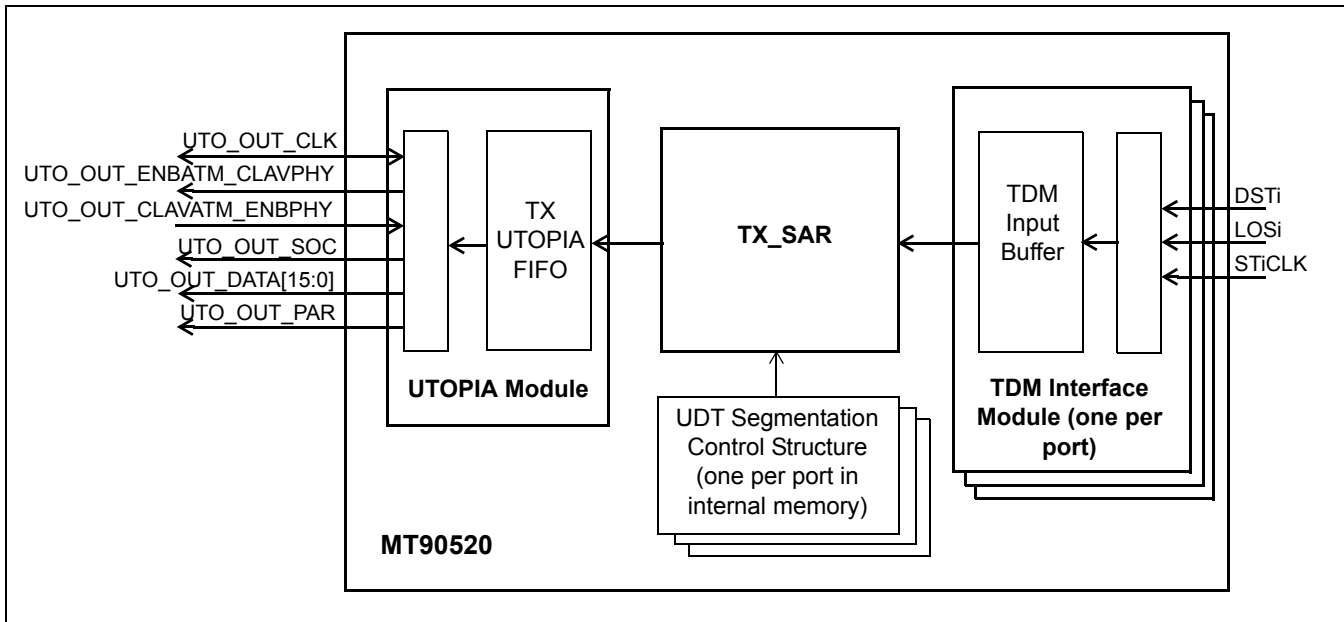 UTO_OUT_CLK
UTO_OUT_ENBATM_CLAVPHY
UTO_OUT_CLAVATM_ENBPHY
UTO_OUT_SOC
UTO_OUT_DATA[15:0]
UTO_OUT_PAR
TX
UTOPIA
FIFO
UTOPIA Module
TX_SAR
UDT Segmentation
Control Structure
(one per port in
internal memory)
TDM
Input
Buffer
TDM Interface
Module (one per
port)
DSTi
LOSi
STiCLK
MT90520